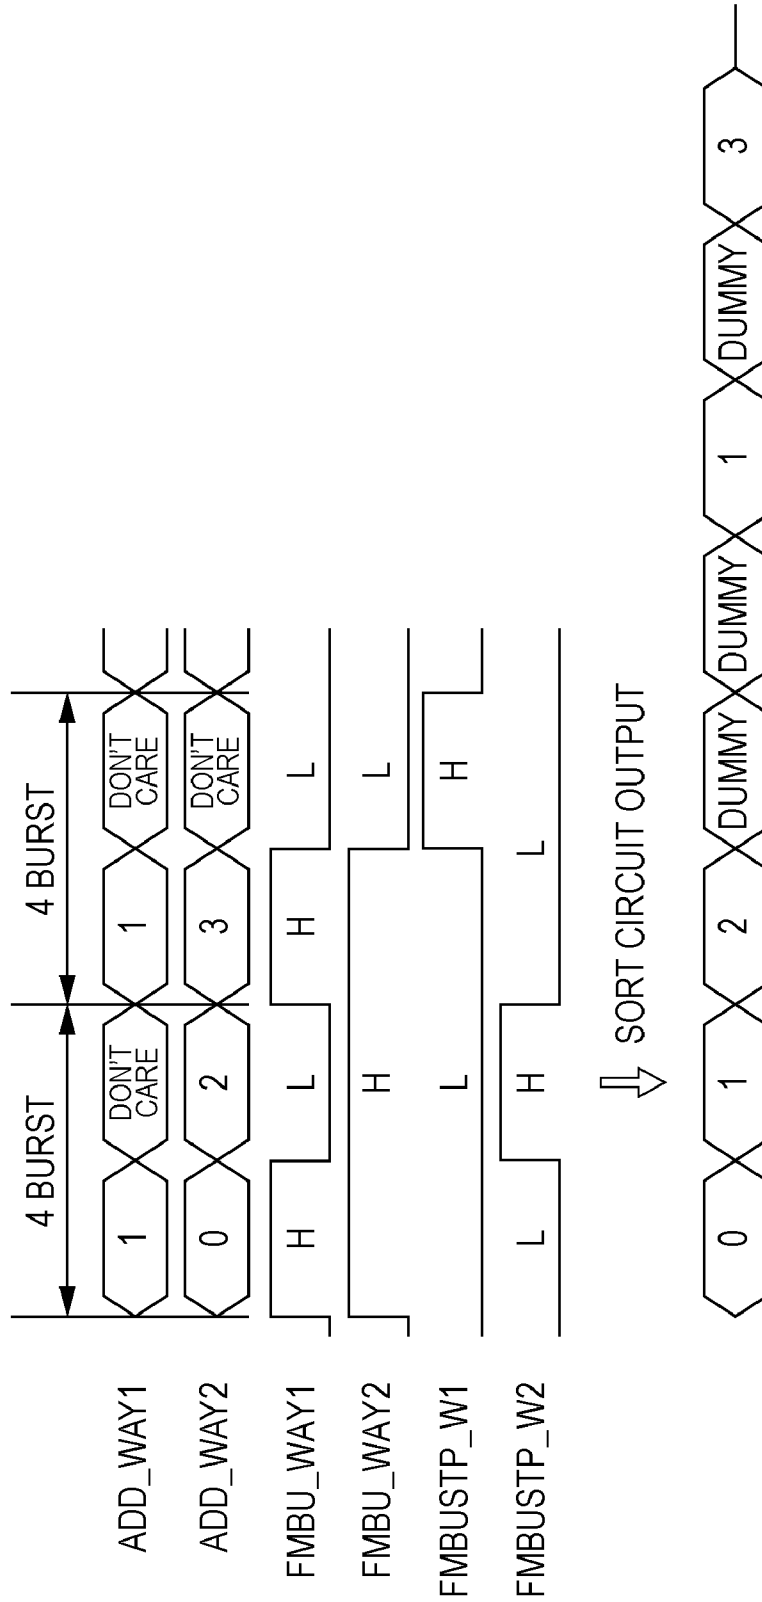 4 BURST 4 BURST
ADD_WAY1 1 DON'T CARE 1 DON'T CARE
ADD_WAY2 0 2 3 DON'T CARE
FMBU_WAY1 H L H L
FMBU_WAY2 H L
FMBUSTP_W1 L H
FMBUSTP_W2 L H L
SORT CIRCUIT OUTPUT
0 1 2 DUMMY DUMMY 1 DUMMY 3